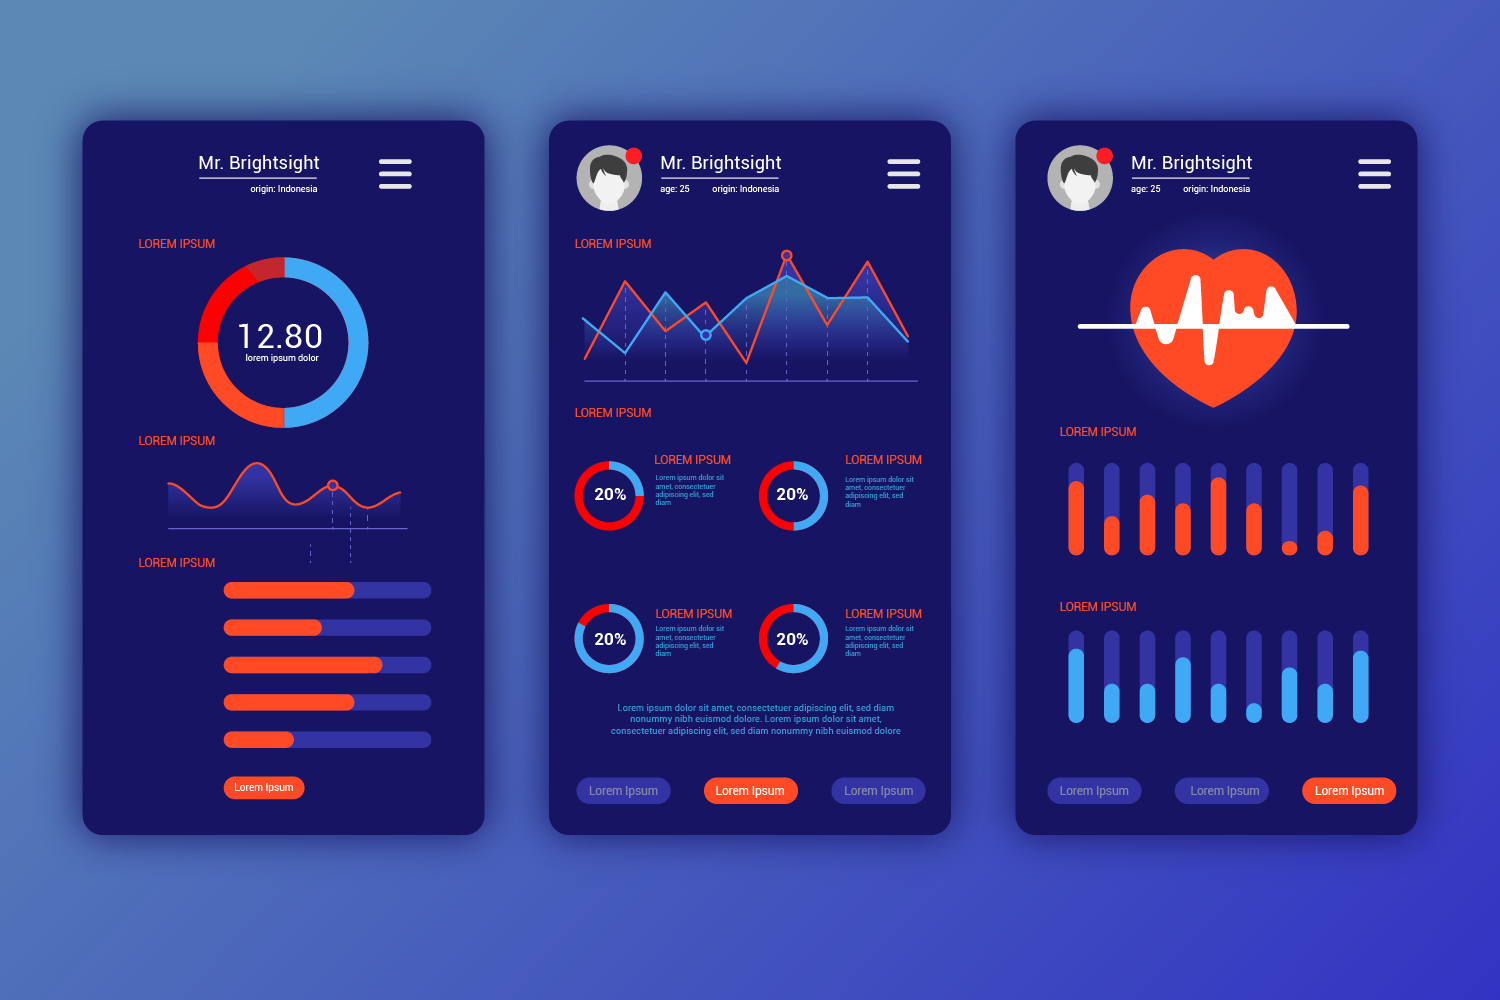 Mr. Brightsight
origin: Indonesia
LOREM IPSUM
12.80
lorem ipsum dolor
LOREM IPSUM
LOREM IPSUM
Lorem Ipsum
Mr. Brightsight
age: 25 origin: Indonesia
LOREM IPSUM
LOREM IPSUM
20%
LOREM IPSUM
Lorem ipsum dolor sit
amet, consectetuer
adipiscing elit, sed
diam
20%
LOREM IPSUM
Lorem ipsum dolor sit
amet, consectetuer
adipiscing elit, sed
diam
20%
LOREM IPSUM
Lorem ipsum dolor sit
amet, consectetuer
adipiscing elit, sed
diam
20%
LOREM IPSUM
Lorem ipsum dolor sit
amet, consectetuer
adipiscing elit, sed
diam
Lorem ipsum dolor sit amet, consectetuer adipiscing elit, sed diam
nonummy nibh euismod dolore. Lorem ipsum dolor sit amet,
consectetuer adipiscing elit, sed diam nonummy nibh euismod dolore
Lorem Ipsum Lorem Ipsum Lorem Ipsum
Mr. Brightsight
age: 25 origin: Indonesia
LOREM IPSUM
LOREM IPSUM
Lorem Ipsum Lorem Ipsum Lorem Ipsum